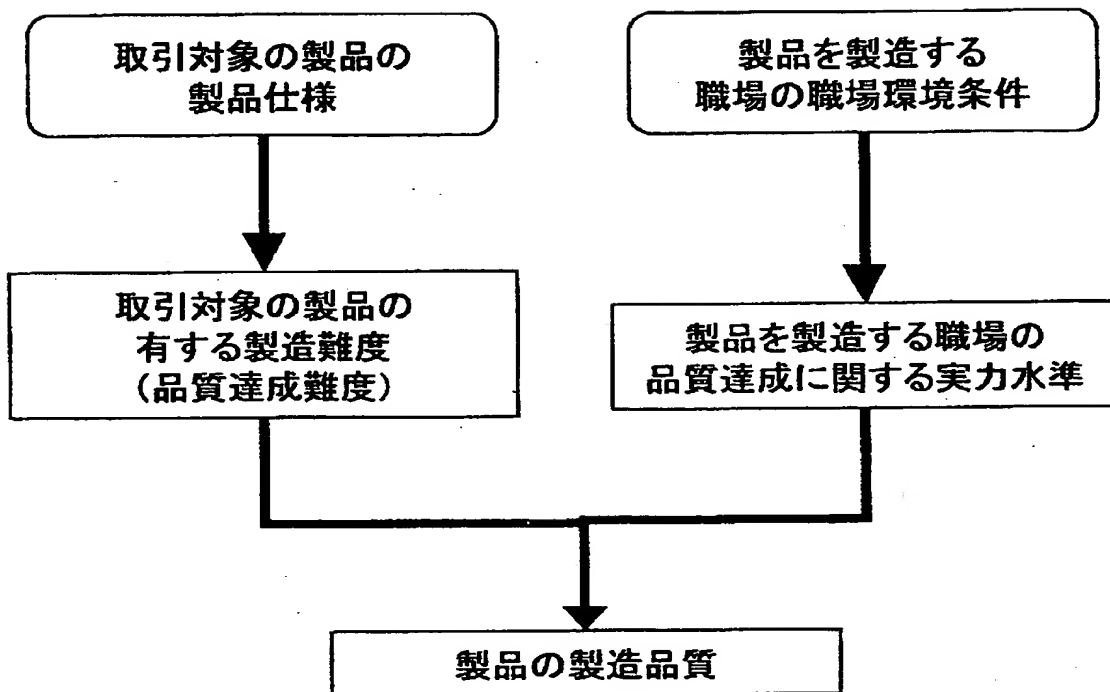 取引対象の製品の
製品仕様
製品を製造する
職場の職場環境条件
取引対象の製品の
有する製造難度
(品質達成難度)
製品を製造する職場の
品質達成に関する実力水準
製品の製造品質